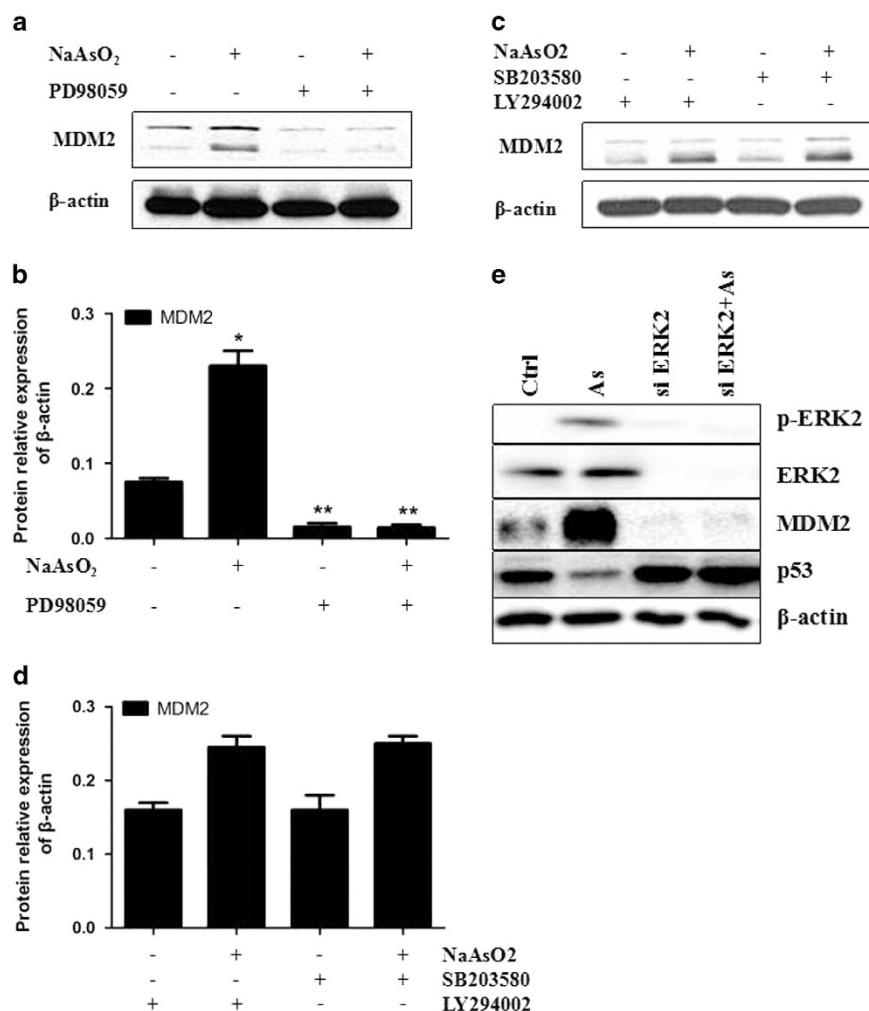 a
NaAsO₂ - + - +
PD98059 - - + +
MDM2
β-actin
c
NaAsO2 - + - +
SB203580 - - + +
LY294002 + + - -
MDM2
β-actin
b
Protein relative expression
of β-actin
0.3
0.2
0.1
0.0
MDM2
*
**
**
NaAsO₂ - + - +
PD98059 - - + +
e
Ctrl
As
si ERK2
si ERK2+As
p-ERK2
ERK2
MDM2
p53
β-actin
d
Protein relative expression
of β-actin
0.3
0.2
0.1
0.0
MDM2
- + - + NaAsO2
- - + + SB203580
+ + - - LY294002